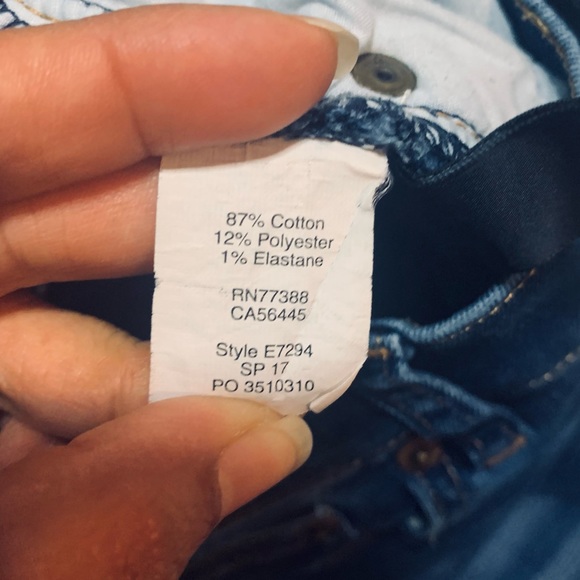 87% Cotton
12% Polyester
1% Elastane
RN77388
CA56445
Style E7294
SP 17
PO 3510310